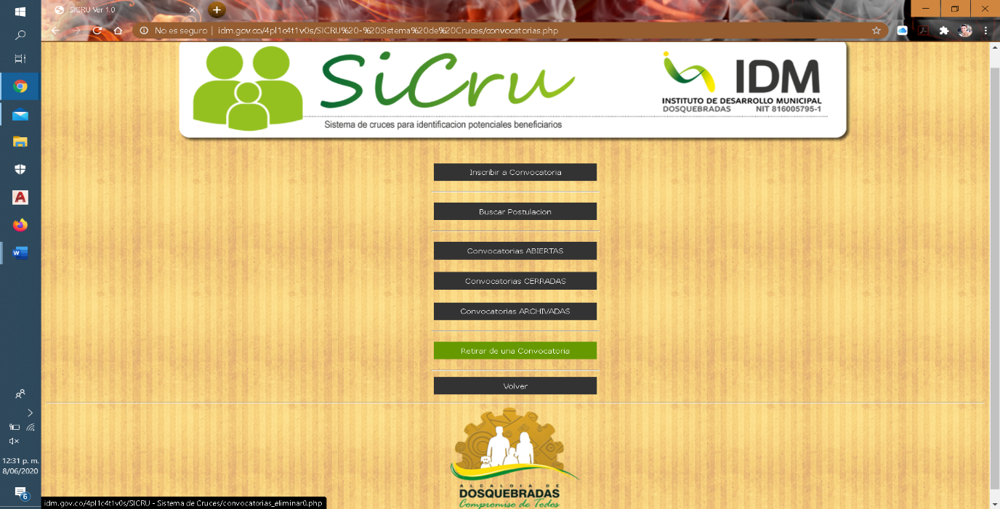 SICRU Ver 1.0
No es seguro | idm.gov.co/4pl1c4t1v0s/SICRU%20-%20Sistema%20de%20Cruces/convocatorias.php
SiCru
Sistema de cruces para identificacion potenciales beneficiarios
IDM
INSTITUTO DE DESARROLLO MUNICIPAL
DOSQUEBRADAS NIT 816005795-1
Inscribir a Convocatoria
Buscar Postulacion
Convocatorias ABIERTAS
Convocatorias CERRADAS
Convocatorias ARCHIVADAS
Retirar de una Convocatoria
Volver
ALCALDIA DE
DOSQUEBRADAS
Compromiso de Todos
12:31 p. m.
8/06/2020
6
idm.gov.co/4pl1c4t1v0s/SICRU - Sistema de Cruces/convocatorias_eliminar0.php